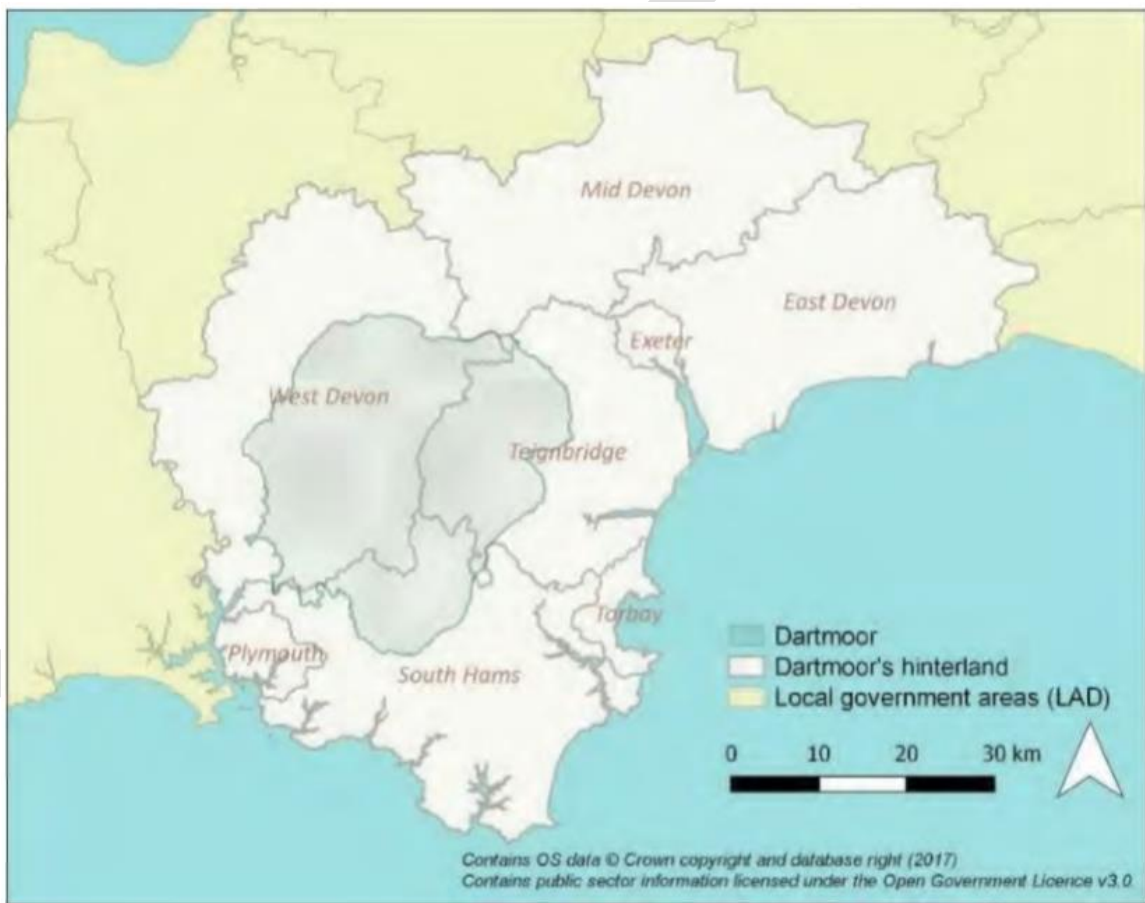 Mid Devon
East Devon
Exeter
West Devon
Teignbridge
Torbay
Plymouth
South Hams
Dartmoor
Dartmoor's hinterland
Local government areas (LAD)
0 10 20 30 km
Contains OS data © Crown copyright and database right (2017)
Contains public sector information licensed under the Open Government Licence v3.0